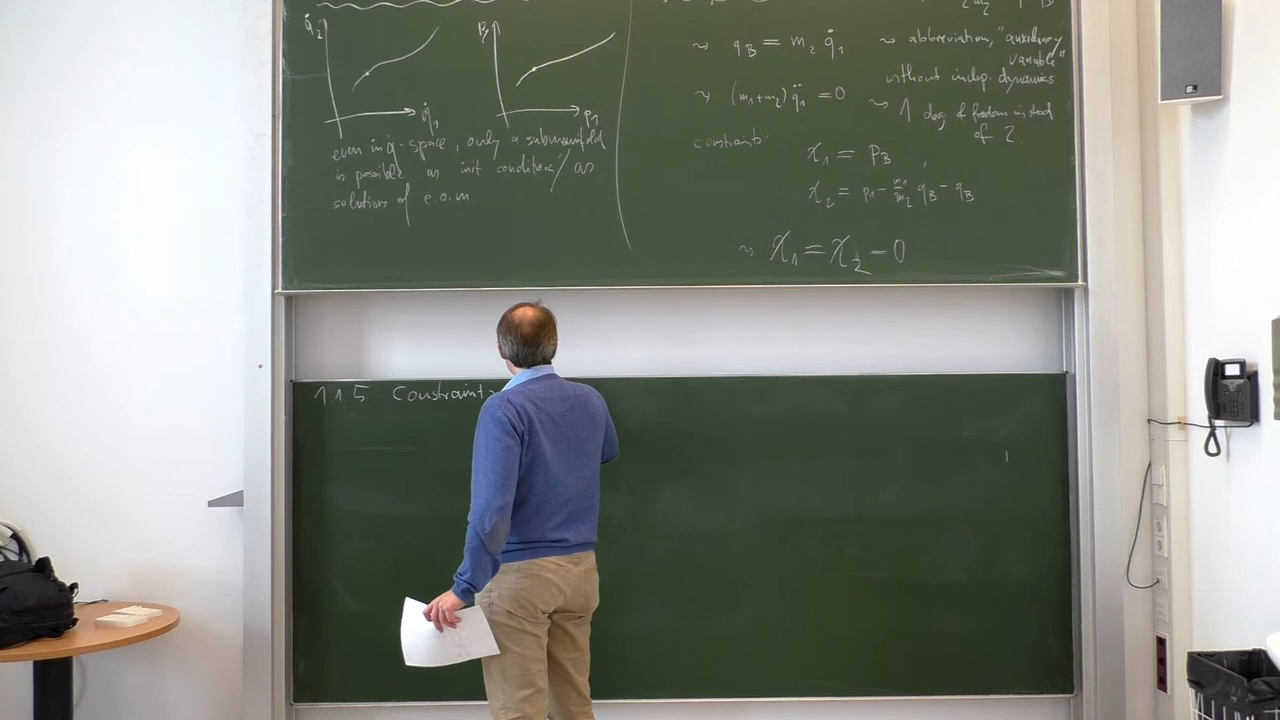 q̇₂
q̇₁
P₂
p₁
even in q-space, only a submanifold
is possible as init conditions / as
solutions of e.o.m
⇝ q_B = m₂ q̇₁
⇝ abbreviation, "auxiliary
variable"
without indep. dynamics
⇝ (m₁+m₂) q̈₁ = 0
⇝ 1 deg of freedom instead
of 2
constraints:
χ₁ = p_B ,
χ₂ = p₁ - m₁/m₂ q_B - q_B
⇝ χ₁ = χ₂ = 0
1.1.5 Constraint